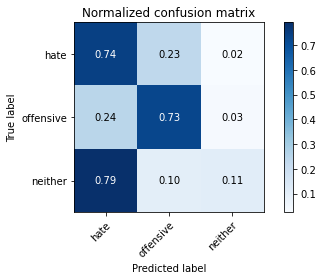 Normalized confusion matrix
True label
hate
0.74 0.23 0.02
offensive
0.24 0.73 0.03
neither
0.79 0.10 0.11
hate offensive neither
Predicted label
0.7
0.6
0.5
0.4
0.3
0.2
0.1